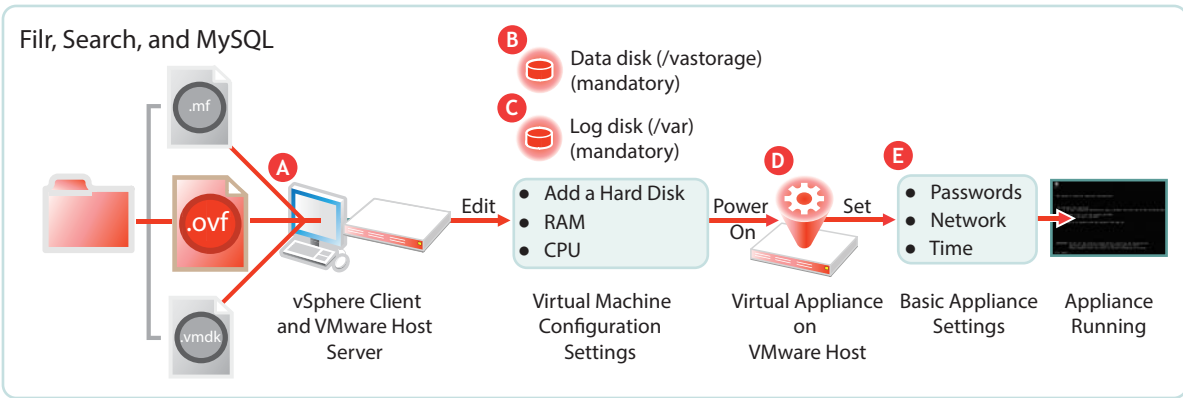 Filr, Search, and MySQL
.mf
.ovf
.vmdk
A
vSphere Client
and VMware Host
Server
Edit
B
Data disk (/vastorage)
(mandatory)
C
Log disk (/var)
(mandatory)
● Add a Hard Disk
● RAM
● CPU
Virtual Machine
Configuration
Settings
Power
On
D
Virtual Appliance
on
VMware Host
Set
E
● Passwords
● Network
● Time
Basic Appliance
Settings
Appliance
Running